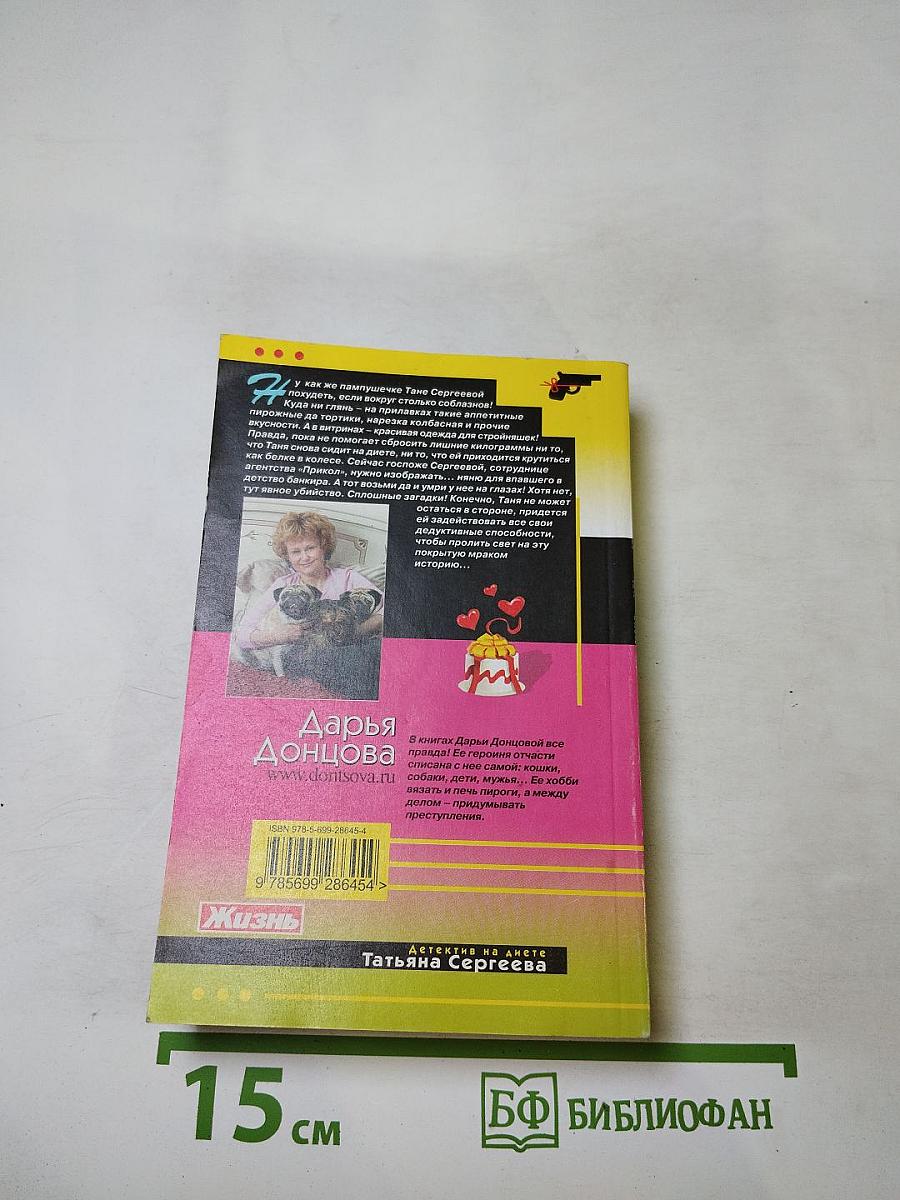 Ну как же пампушечке Тане Сергеевой
похудеть, если вокруг столько соблазнов!
Куда ни глянь – на прилавках такие аппетитные
пирожные да тортики, нарезка колбасная и прочие
вкусности. А в витринах – красивая одежда для стройняшек!
Правда, пока не помогает сбросить лишние килограммы ни то,
что Таня снова сидит на диете, ни то, что ей приходится крутиться
как белке в колесе. Сейчас госпоже Сергеевой, сотруднице
агентства «Прикол», нужно изображать... няню для впавшего в
детство банкира. А тот возьми да и умри у нее на глазах! Хотя нет,
тут явное убийство. Сплошные загадки! Конечно, Таня не может
остаться в стороне, придется
ей задействовать все свои
дедуктивные способности,
чтобы пролить свет на эту
покрытую мраком
историю...
Дарья
Донцова
www.dontsova.ru
В книгах Дарьи Донцовой все
правда! Ее героиня отчасти
списана с нее самой: кошки,
собаки, дети, мужья... Ее хобби
вязать и печь пироги, а между
делом – придумывать
преступления.
ISBN 978-5-699-28645-4
9 785699 286454 >
Жизнь
Детектив на диете
Татьяна Сергеева
15 см
БФ БИБЛИОФАН